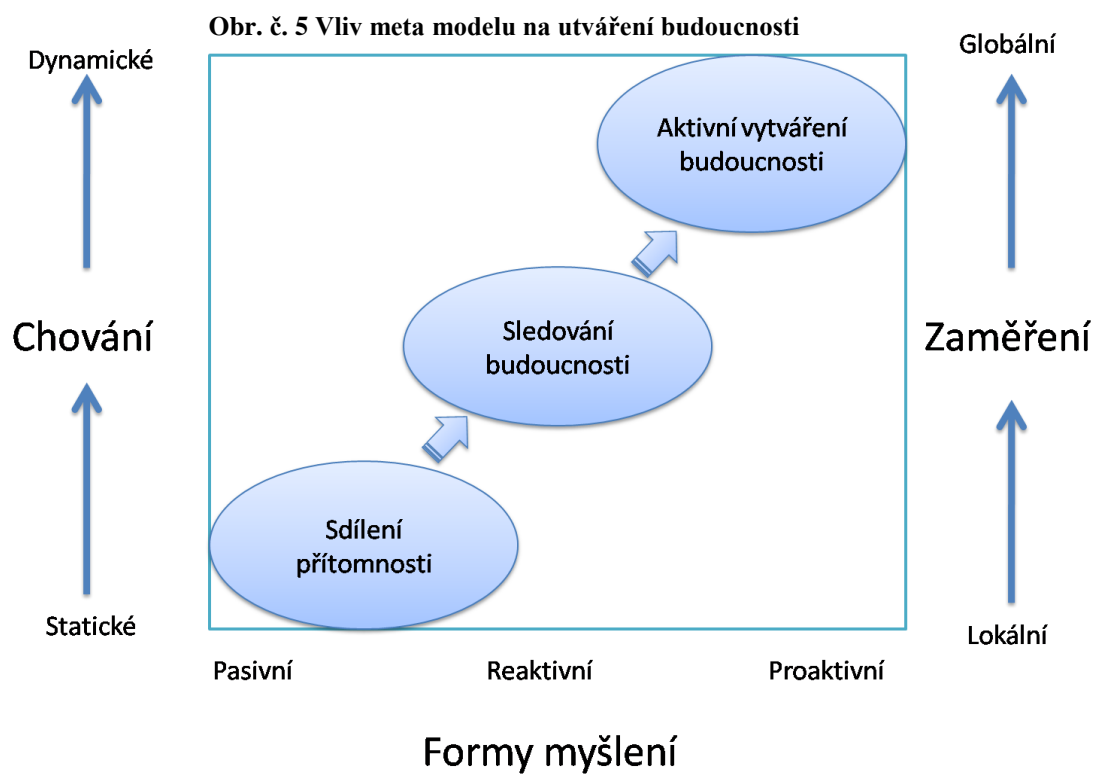 Obr. č. 5 Vliv meta modelu na utváření budoucnosti
Dynamické
Globální
Aktivní vytváření
budoucnosti
Chování
Sledování
budoucnosti
Zaměření
Sdílení
přítomnosti
Statické
Lokální
Pasivní
Reaktivní
Proaktivní
Formy myšlení